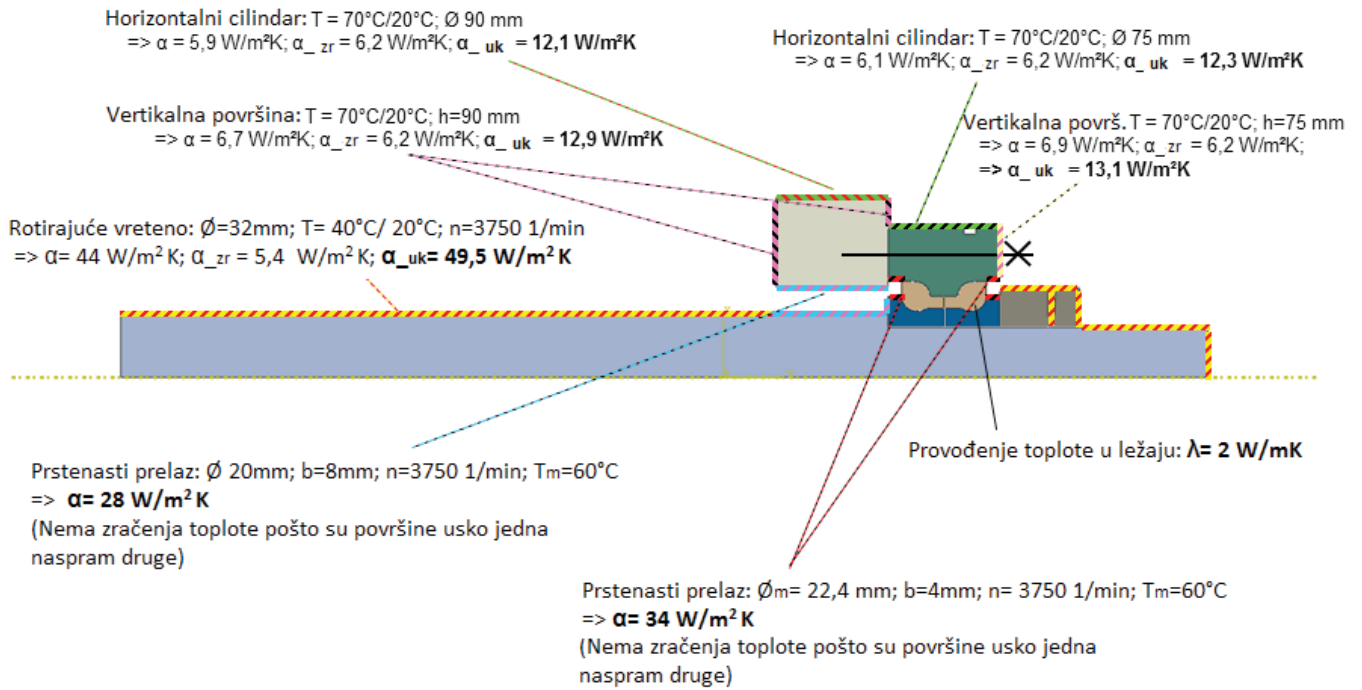 Horizontalni cilindar: T = 70°C/20°C; Ø 90 mm
=> α = 5,9 W/m²K; α_ zr = 6,2 W/m²K; α_ uk = 12,1 W/m²K
Horizontalni cilindar: T = 70°C/20°C; Ø 75 mm
=> α = 6,1 W/m²K; α_ zr = 6,2 W/m²K; α_ uk = 12,3 W/m²K
Vertikalna površina: T = 70°C/20°C; h=90 mm
=> α = 6,7 W/m²K; α_ zr = 6,2 W/m²K; α_ uk = 12,9 W/m²K
Vertikalna površ. T = 70°C/20°C; h=75 mm
=> α = 6,9 W/m²K; α_ zr = 6,2 W/m²K;
=> α_ uk = 13,1 W/m²K
Rotirajuće vreteno: Ø=32mm; T= 40°C/ 20°C; n=3750 1/min
=> α= 44 W/m² K; α_zr = 5,4 W/m² K; α_uk= 49,5 W/m² K
Provođenje toplote u ležaju: λ= 2 W/mK
Prstenasti prelaz: Ø 20mm; b=8mm; n=3750 1/min; Tm=60°C
=> α= 28 W/m² K
(Nema zračenja toplote pošto su površine usko jedna
naspram druge)
Prstenasti prelaz: Øm= 22,4 mm; b=4mm; n= 3750 1/min; Tm=60°C
=> α= 34 W/m² K
(Nema zračenja toplote pošto su površine usko jedna
naspram druge)